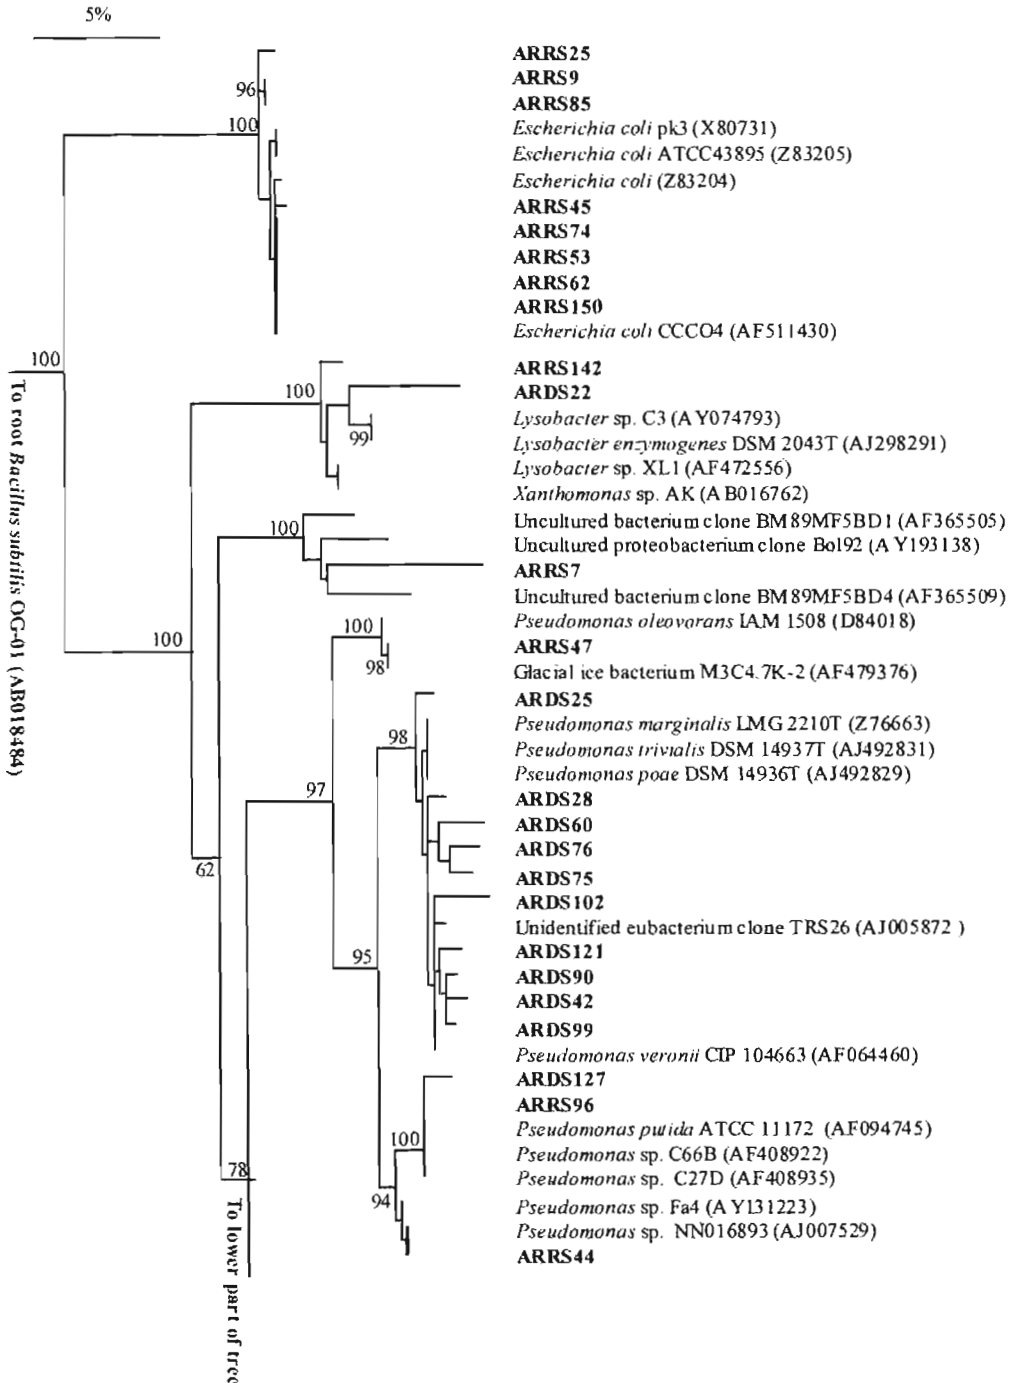 5%
ARRS25
ARRS9
96
ARRS85
100
Escherichia coli pk3 (X80731)
Escherichia coli ATCC43895 (Z83205)
Escherichia coli (Z83204)
ARRS45
ARRS74
ARRS53
ARRS62
ARRS150
Escherichia coli CCCO4 (AF511430)
100
ARRS142
ARDS22
100
Lysobacter sp. C3 (AY074793)
99
Lysobacter enzymogenes DSM 2043T (AJ298291)
Lysobacter sp. XL1 (AF472556)
Xanthomonas sp. AK (AB016762)
Uncultured bacterium clone BM89MF5BD1 (AF365505)
100
Uncultured proteobacterium clone Bol92 (AY193138)
ARRS7
Uncultured bacterium clone BM89MF5BD4 (AF365509)
Pseudomonas oleovorans IAM 1508 (D84018)
100
100
ARRS47
98
Glacial ice bacterium M3C4.7K-2 (AF479376)
To root Bacillus subtilis OG-01 (AB018484)
ARDS25
Pseudomonas marginalis LMG 2210T (Z76663)
98
Pseudomonas trivialis DSM 14937T (AJ492831)
Pseudomonas poae DSM 14936T (AJ492829)
97
ARDS28
ARDS60
ARDS76
62
ARDS75
ARDS102
Unidentified eubacterium clone TRS26 (AJ005872 )
95
ARDS121
ARDS90
ARDS42
ARDS99
Pseudomonas veronii CIP 104663 (AF064460)
ARDS127
ARRS96
Pseudomonas putida ATCC 11172 (AF094745)
100
Pseudomonas sp. C66B (AF408922)
78
Pseudomonas sp. C27D (AF408935)
94
Pseudomonas sp. Fa4 (AY131223)
Pseudomonas sp. NN016893 (AJ007529)
ARRS44
To lower part of tree